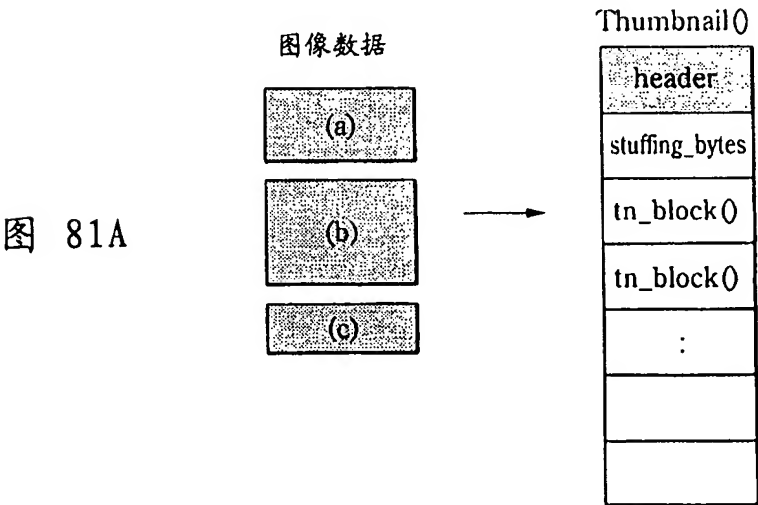 图像数据
(a)
(b)
(c)
图 81A
Thumbnail()
header
stuffing_bytes
tn_block()
tn_block()
: